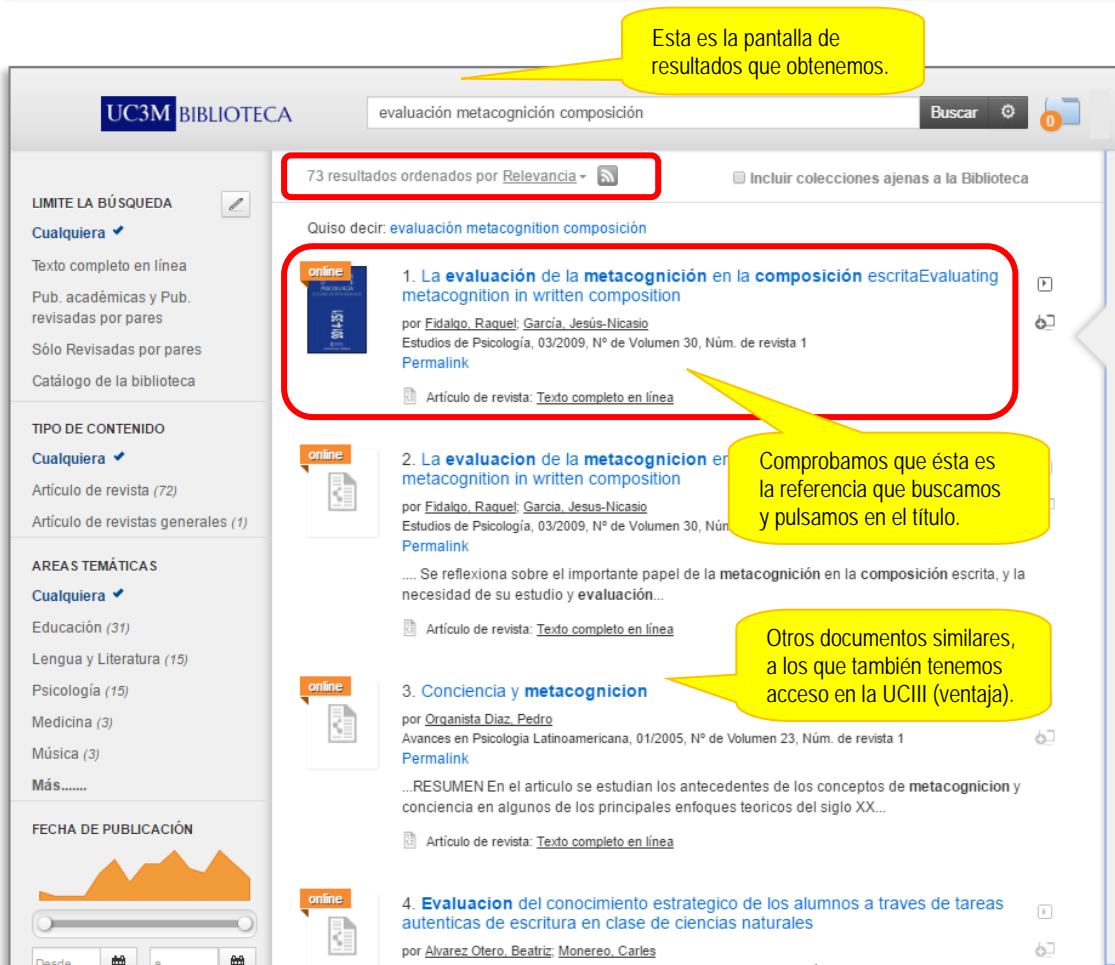 Esta es la pantalla de
resultados que obtenemos.
UC3M BIBLIOTECA
evaluación metacognición composición
Buscar
0
73 resultados ordenados por Relevancia
Incluir colecciones ajenas a la Biblioteca
LIMITE LA BÚSQUEDA
Cualquiera
Texto completo en línea
Pub. académicas y Pub.
revisadas por pares
Sólo Revisadas por pares
Catálogo de la biblioteca
TIPO DE CONTENIDO
Cualquiera
Artículo de revista (72)
Artículo de revistas generales (1)
AREAS TEMÁTICAS
Cualquiera
Educación (31)
Lengua y Literatura (15)
Psicología (15)
Medicina (3)
Música (3)
Más.......
FECHA DE PUBLICACIÓN
Desde
a
Quiso decir: evaluación metacognition composición
online
PSICOLOGÍA
1. La evaluación de la metacognición en la composición escritaEvaluating
metacognition in written composition
por Fidalgo, Raquel; García, Jesús-Nicasio
Estudios de Psicología, 03/2009, Nº de Volumen 30, Núm. de revista 1
Permalink
Artículo de revista: Texto completo en línea
Comprobamos que ésta es
la referencia que buscamos
y pulsamos en el título.
online
2. La evaluacion de la metacognicion en
metacognition in written composition
por Fidalgo, Raquel; Garcia, Jesus-Nicasio
Estudios de Psicología, 03/2009, Nº de Volumen 30, Núm
Permalink
.... Se reflexiona sobre el importante papel de la metacognición en la composición escrita, y la
necesidad de su estudio y evaluación...
Artículo de revista: Texto completo en línea
Otros documentos similares,
a los que también tenemos
acceso en la UCIII (ventaja).
online
3. Conciencia y metacognicion
por Organista Diaz, Pedro
Avances en Psicologia Latinoamericana, 01/2005, Nº de Volumen 23, Núm. de revista 1
Permalink
...RESUMEN En el articulo se estudian los antecedentes de los conceptos de metacognicion y
conciencia en algunos de los principales enfoques teoricos del siglo XX...
Artículo de revista: Texto completo en línea
online
4. Evaluacion del conocimiento estrategico de los alumnos a traves de tareas
autenticas de escritura en clase de ciencias naturales
por Alvarez Otero, Beatriz; Monereo, Carles